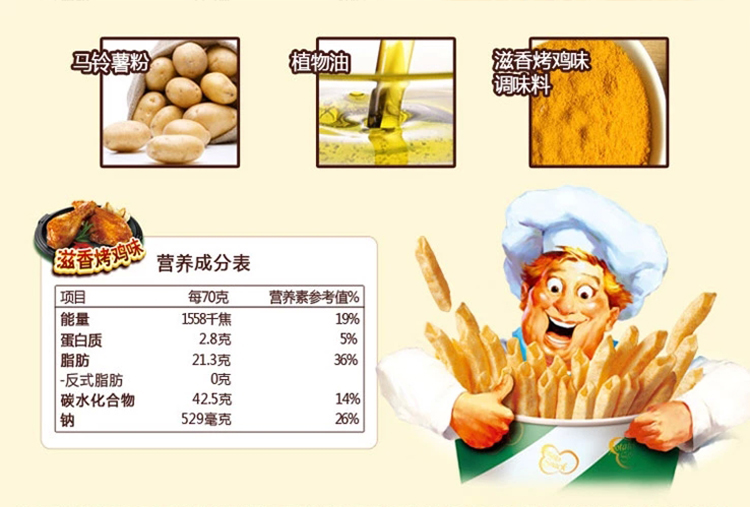 马铃薯粉
植物油
滋香烤鸡味
调味料
滋香烤鸡味
营养成分表
项目 每70克 营养素参考值%
能量 1558千焦 19%
蛋白质 2.8克 5%
脂肪 21.3克 36%
-反式脂肪 0克
碳水化合物 42.5克 14%
钠 529毫克 26%